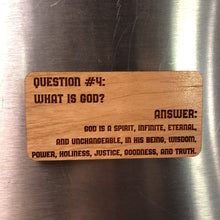 QUESTION #4:
WHAT IS GOD?
ANSWER:
GOD IS A SPIRIT, INFINITE, ETERNAL,
AND UNCHANGEABLE, IN HIS BEING, WISDOM,
POWER, HOLINESS, JUSTICE, GOODNESS, AND TRUTH.